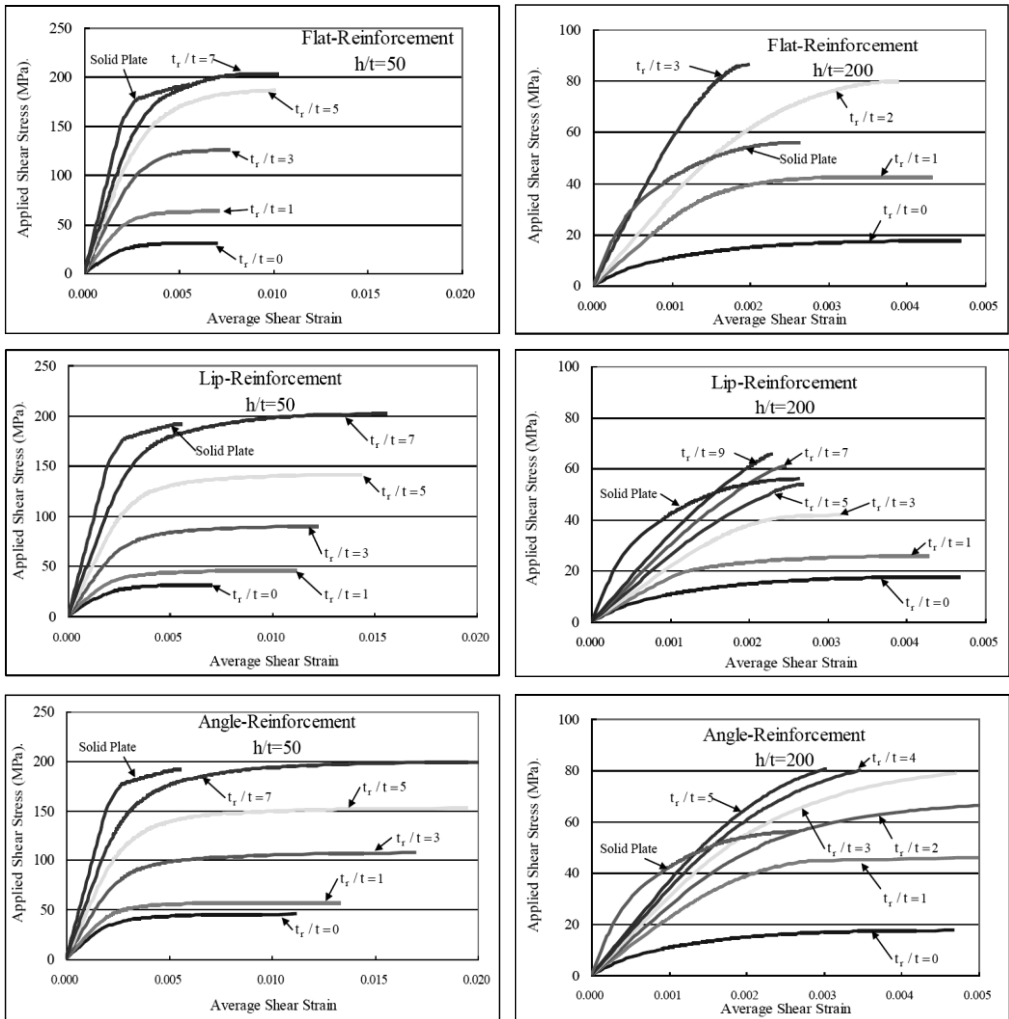 Flat-Reinforcement
h/t=50
Applied Shear Stress (MPa).
250
200
150
100
50
0
Solid Plate
t_r / t = 7
t_r / t = 5
t_r / t = 3
t_r / t = 1
t_r / t = 0
0.000 0.005 0.010 0.015 0.020
Average Shear Strain
Flat-Reinforcement
h/t=200
Applied Shear Stress (MPa).
100
80
60
40
20
0
t_r / t = 3
t_r / t = 2
Solid Plate
t_r / t = 1
t_r / t = 0
0.000 0.001 0.002 0.003 0.004 0.005
Average Shear Strain
Lip-Reinforcement
h/t=50
Applied Shear Stress (MPa).
250
200
150
100
50
0
Solid Plate
t_r / t = 7
t_r / t = 5
t_r / t = 3
t_r / t = 1
t_r / t = 0
0.000 0.005 0.010 0.015 0.020
Average Shear Strain
Lip-Reinforcement
h/t=200
Applied Shear Stress (MPa).
100
80
60
40
20
0
t_r / t = 9
t_r / t = 7
Solid Plate
t_r / t = 5
t_r / t = 3
t_r / t = 1
t_r / t = 0
0.000 0.001 0.002 0.003 0.004 0.005
Average Shear Strain
Angle-Reinforcement
h/t=50
Applied Shear Stress (MPa).
250
200
150
100
50
0
Solid Plate
t_r / t = 7
t_r / t = 5
t_r / t = 3
t_r / t = 1
t_r / t = 0
0.000 0.005 0.010 0.015 0.020
Average Shear Strain
Angle-Reinforcement
h/t=200
Applied Shear Stress (MPa).
100
80
60
40
20
0
t_r / t = 4
t_r / t = 5
Solid Plate
t_r / t = 3
t_r / t = 2
t_r / t = 1
t_r / t = 0
0.000 0.001 0.002 0.003 0.004 0.005
Average Shear Strain